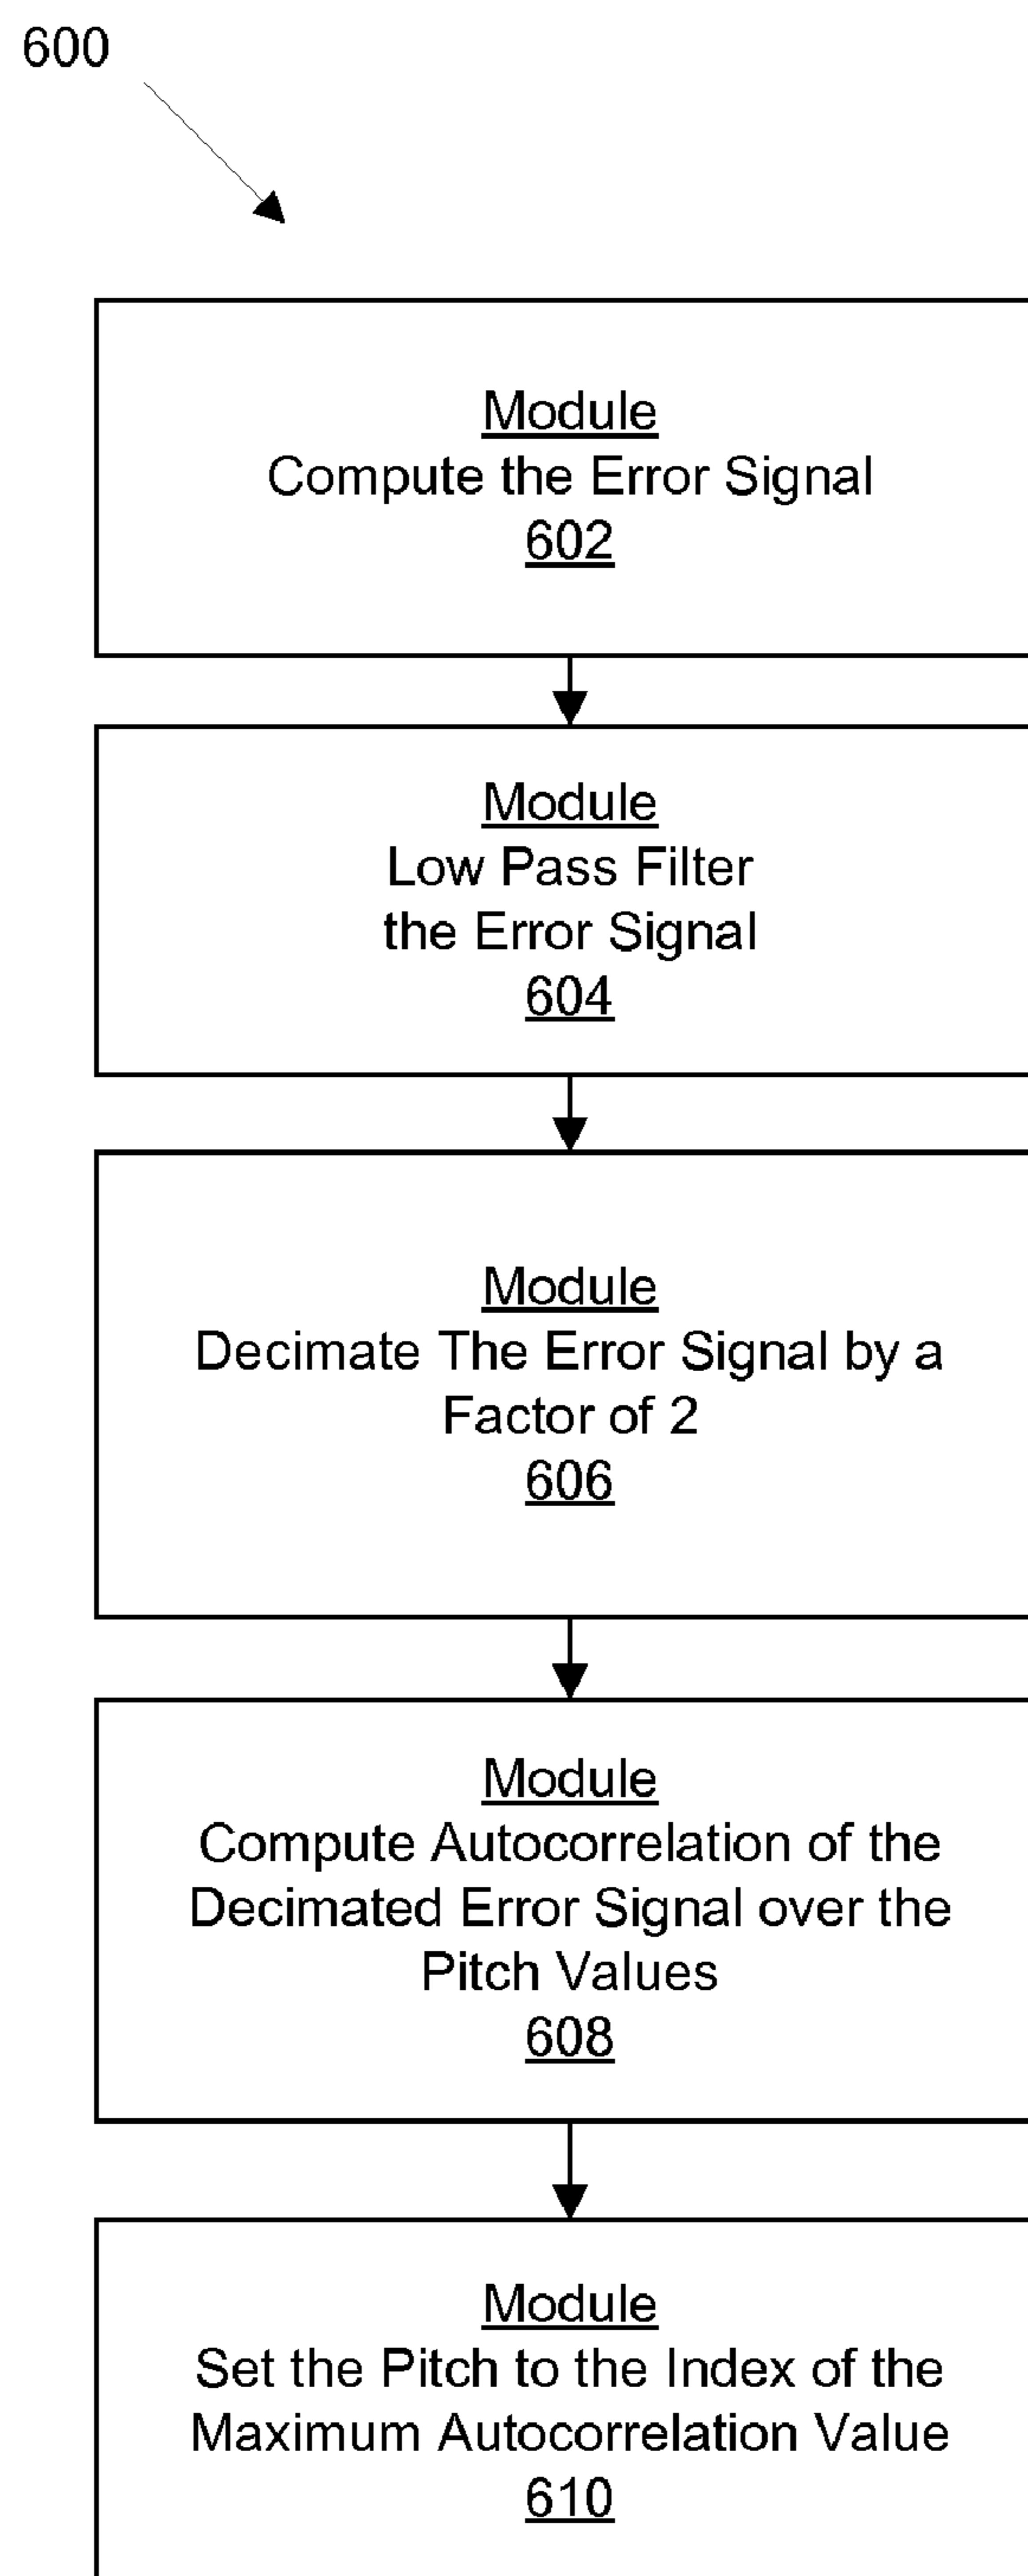 600
Module
Compute the Error Signal
602
Module
Low Pass Filter
the Error Signal
604
Module
Decimate The Error Signal by a
Factor of 2
606
Module
Compute Autocorrelation of the
Decimated Error Signal over the
Pitch Values
608
Module
Set the Pitch to the Index of the
Maximum Autocorrelation Value
610